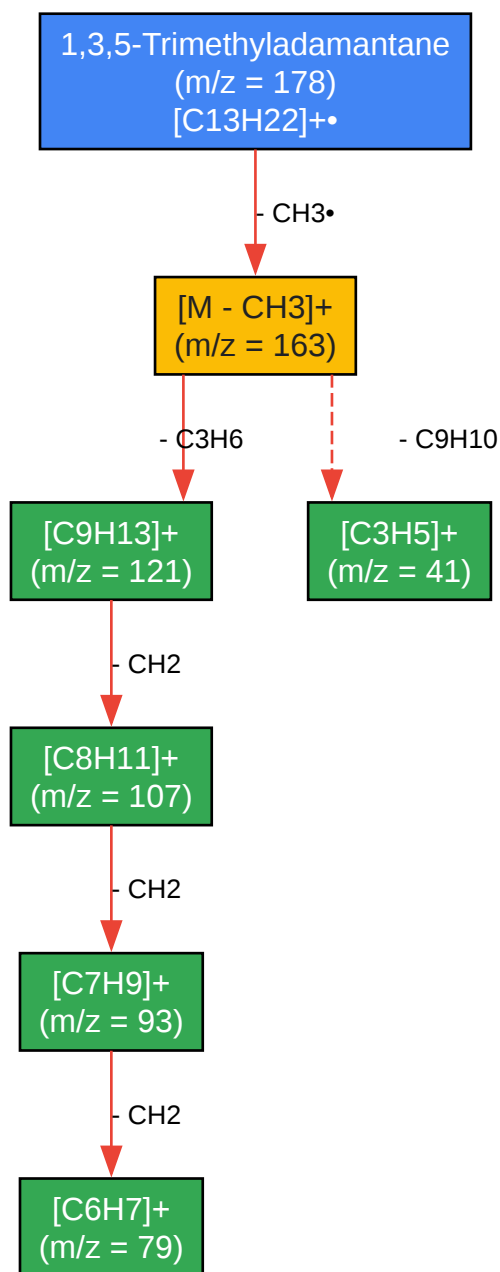 1,3,5-Trimethyladamantane
(m/z = 178)
[C13H22]+•
- CH3•
[M - CH3]+
(m/z = 163)
- C3H6
- C9H10
[C9H13]+
(m/z = 121)
[C3H5]+
(m/z = 41)
- CH2
[C8H11]+
(m/z = 107)
- CH2
[C7H9]+
(m/z = 93)
- CH2
[C6H7]+
(m/z = 79)